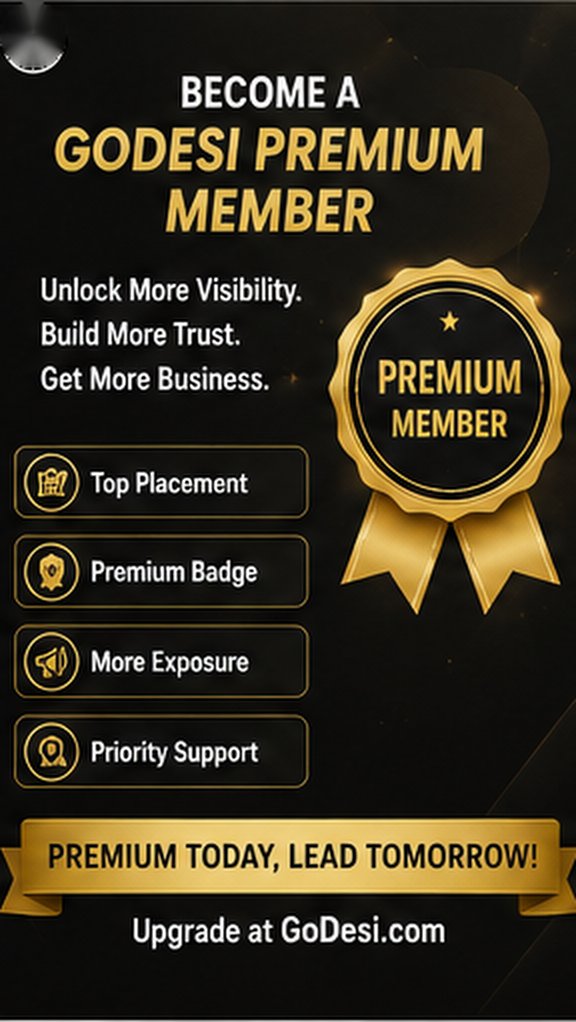 BECOME A
GODESI PREMIUM
MEMBER
Unlock More Visibility.
Build More Trust.
Get More Business.
PREMIUM
MEMBER
Top Placement
Premium Badge
More Exposure
Priority Support
PREMIUM TODAY, LEAD TOMORROW!
Upgrade at GoDesi.com